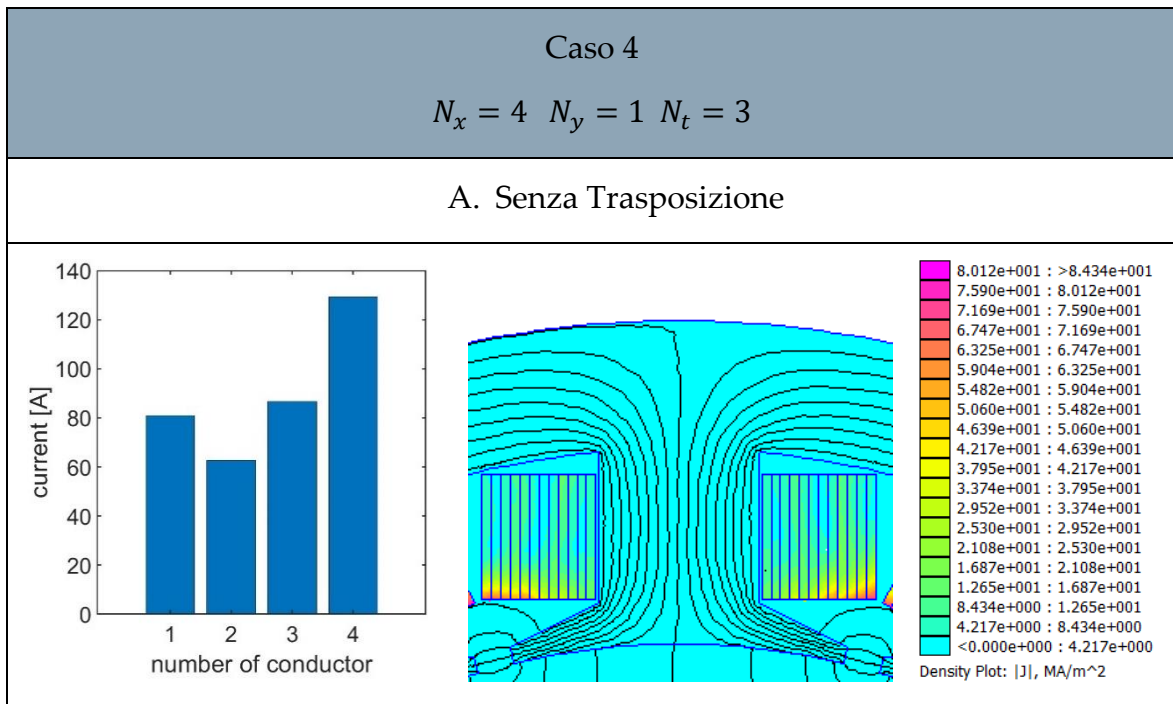 Caso 4
N_x = 4 N_y = 1 N_t = 3
A. Senza Trasposizione
140
120
100
80
60
40
20
0
current [A]
1 2 3 4
number of conductor
8.012e+001 : >8.434e+001
7.590e+001 : 8.012e+001
7.169e+001 : 7.590e+001
6.747e+001 : 7.169e+001
6.325e+001 : 6.747e+001
5.904e+001 : 6.325e+001
5.482e+001 : 5.904e+001
5.060e+001 : 5.482e+001
4.639e+001 : 5.060e+001
4.217e+001 : 4.639e+001
3.795e+001 : 4.217e+001
3.374e+001 : 3.795e+001
2.952e+001 : 3.374e+001
2.530e+001 : 2.952e+001
2.108e+001 : 2.530e+001
1.687e+001 : 2.108e+001
1.265e+001 : 1.687e+001
8.434e+000 : 1.265e+001
4.217e+000 : 8.434e+000
<0.000e+000 : 4.217e+000
Density Plot: |J|, MA/m^2